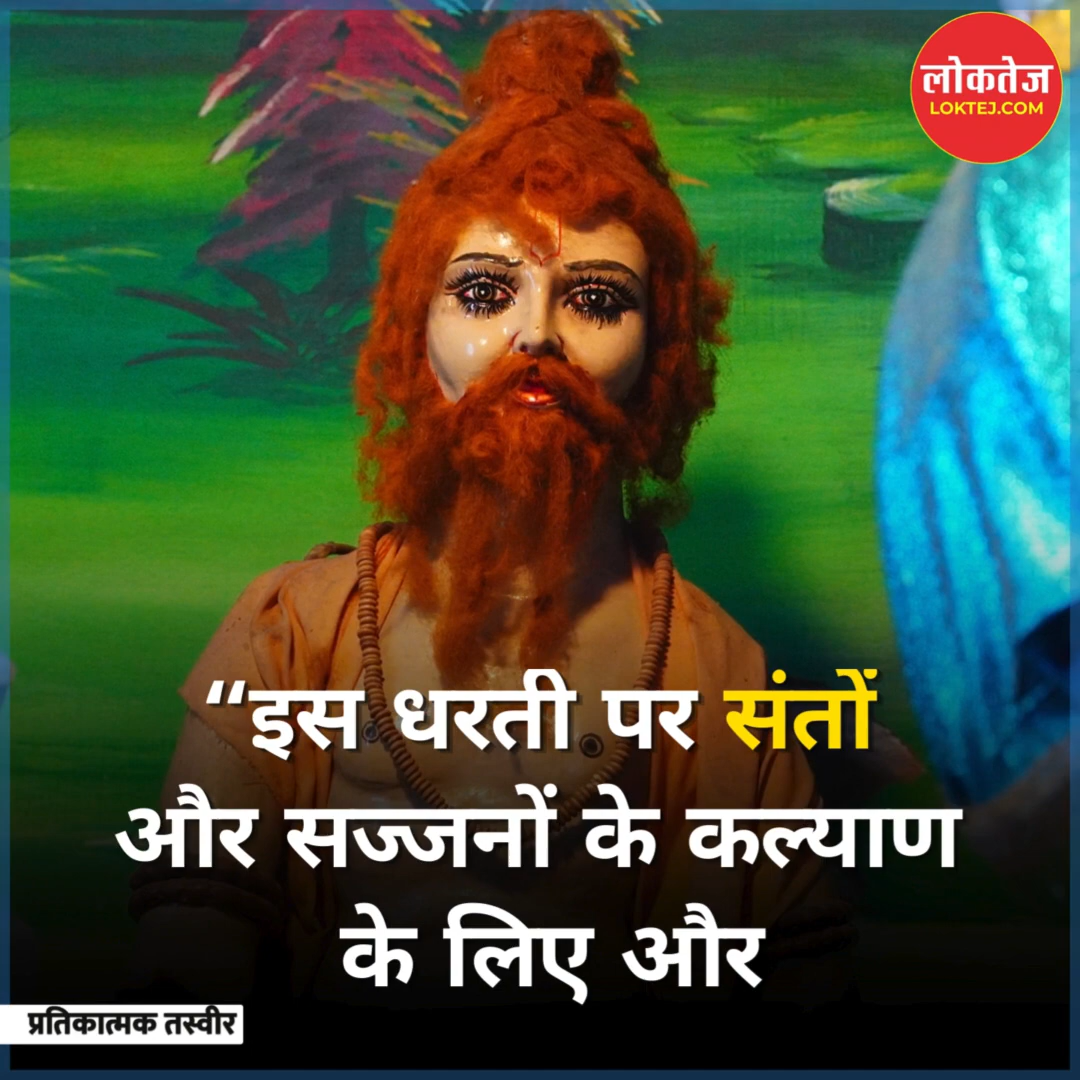 लोकतेज
LOKTEJ.COM
“इस धरती पर संतों
और सज्जनों के कल्याण
के लिए और
प्रतिकात्मक तस्वीर